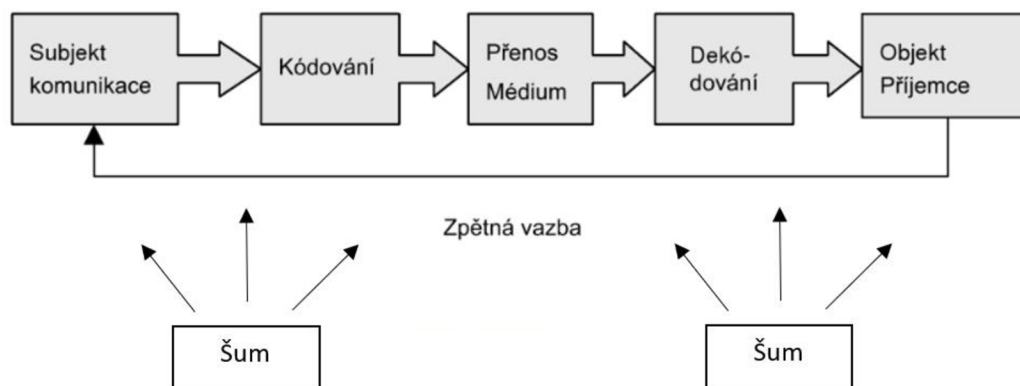 Subjekt
komunikace
Kódování
Přenos
Médium
Dekó-
dování
Objekt
Příjemce
Zpětná vazba
Šum
Šum